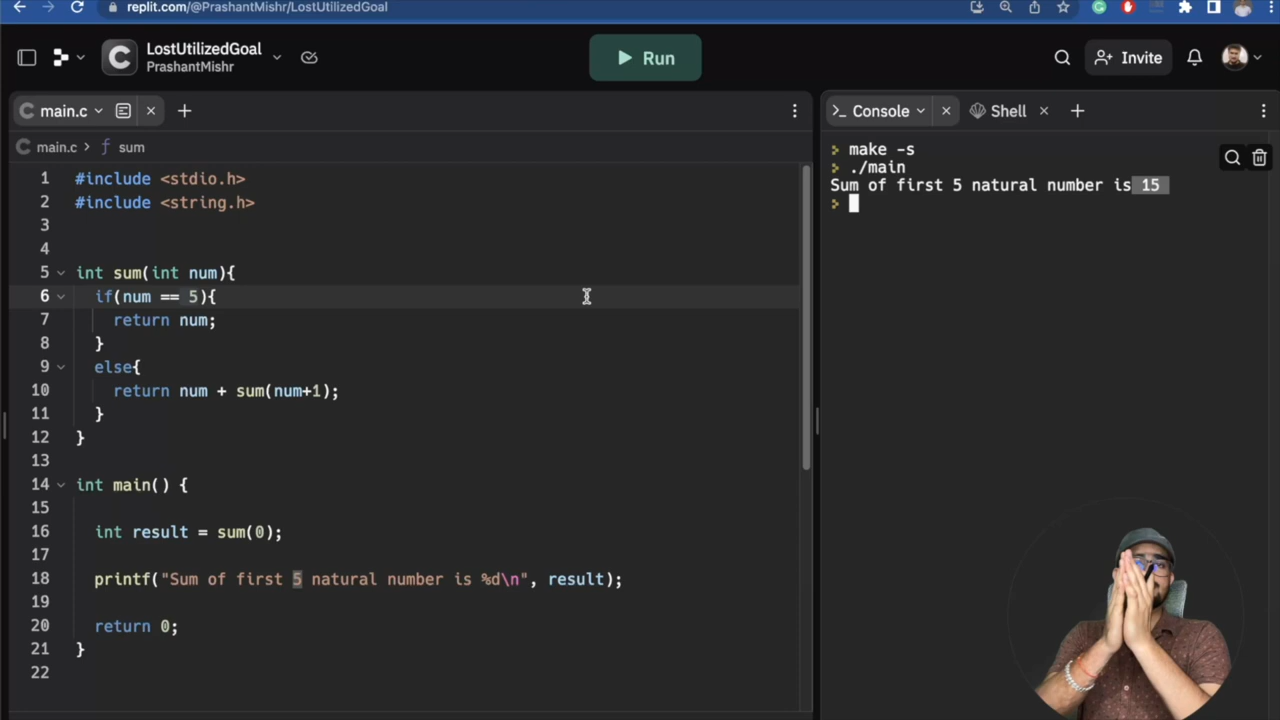 replit.com/@PrashantMishr/LostUtilizedGoal
LostUtilizedGoal
PrashantMishr
Run
Invite
main.c
main.c > sum
1 #include <stdio.h>
2 #include <string.h>
3
4
5 int sum(int num){
6 if(num == 5){
7 return num;
8 }
9 else{
10 return num + sum(num+1);
11 }
12 }
13
14 int main() {
15
16 int result = sum(0);
17
18 printf("Sum of first 5 natural number is %d\n", result);
19
20 return 0;
21 }
22
Console
Shell
> make -s
> ./main
Sum of first 5 natural number is 15
>